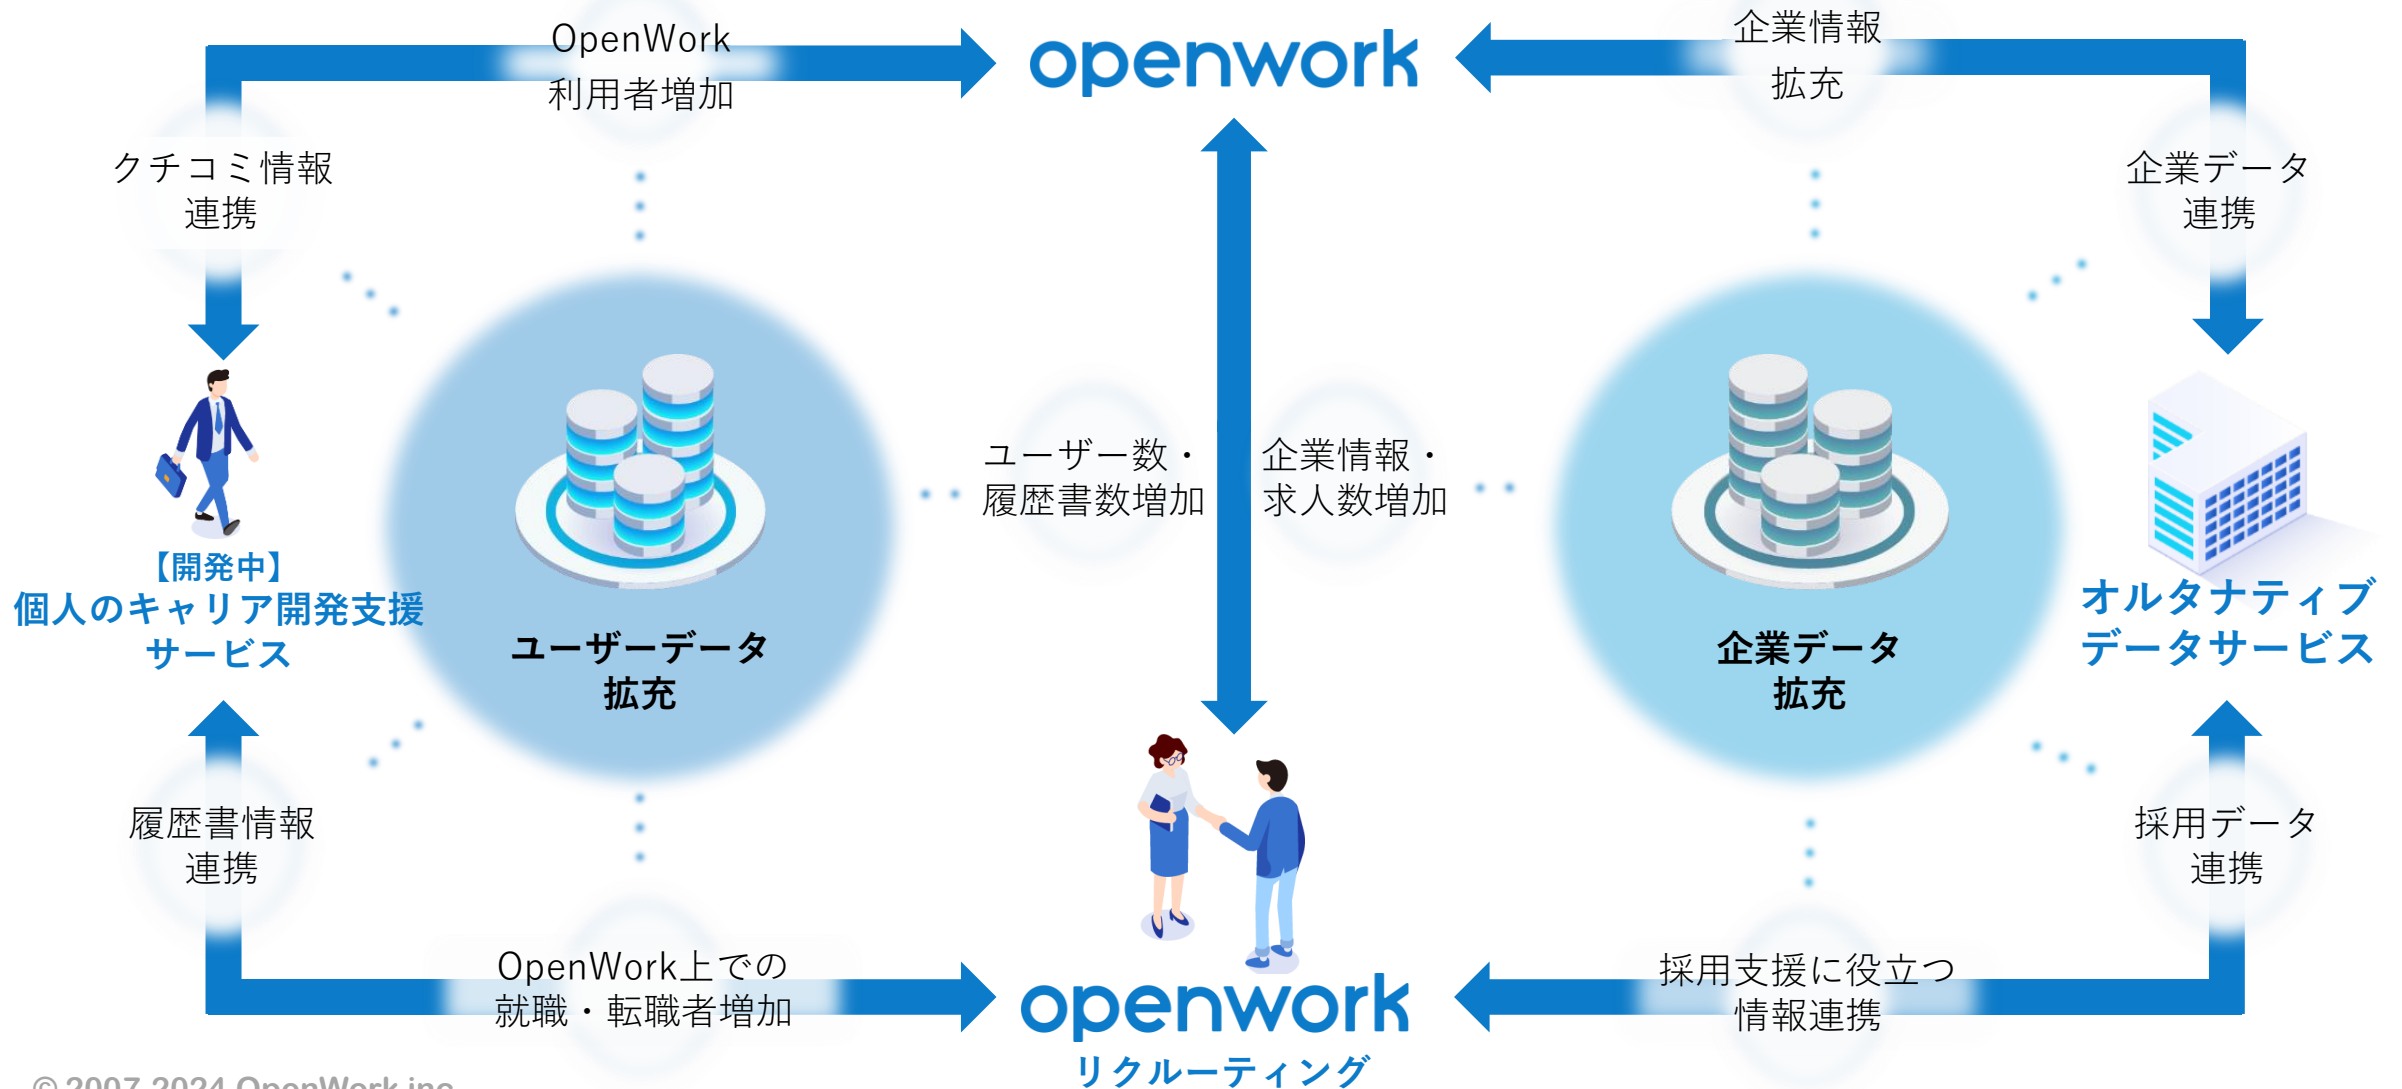 OpenWork
利用者増加
openwork
企業情報
拡充
クチコミ情報
連携
企業データ
連携
ユーザー数・
履歴書数増加
企業情報・
求人数増加
【開発中】
個人のキャリア開発支援
サービス
ユーザーデータ
拡充
企業データ
拡充
オルタナティブ
データサービス
履歴書情報
連携
採用データ
連携
OpenWork上での
就職・転職者増加
採用支援に役立つ
情報連携
openwork
リクルーティング
© 2007-2024 OpenWork inc